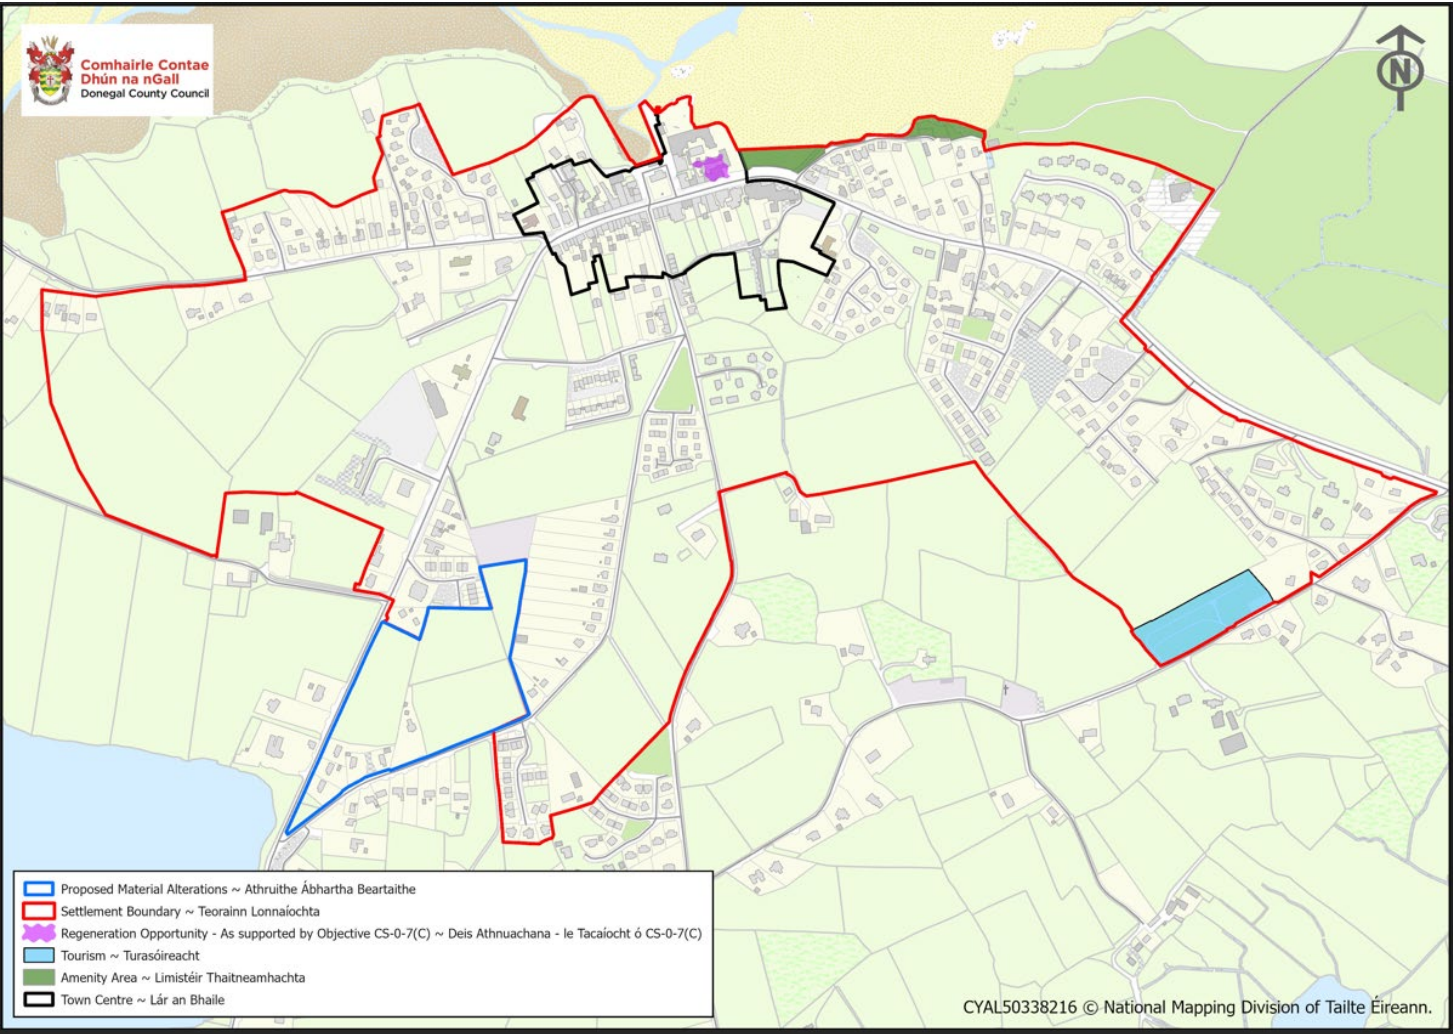 Comhairle Contae
Dhún na nGall
Donegal County Council
N
Proposed Material Alterations ~ Athruithe Ábhartha Beartaithe
Settlement Boundary ~ Teorainn Lonnaíochta
Regeneration Opportunity - As supported by Objective CS-0-7(C) ~ Deis Athnuachana - le Tacaíocht ó CS-0-7(C)
Tourism ~ Turasóireacht
Amenity Area ~ Limistéir Thaitneamhachta
Town Centre ~ Lár an Bhaile
CYAL50338216 © National Mapping Division of Tailte Éireann.